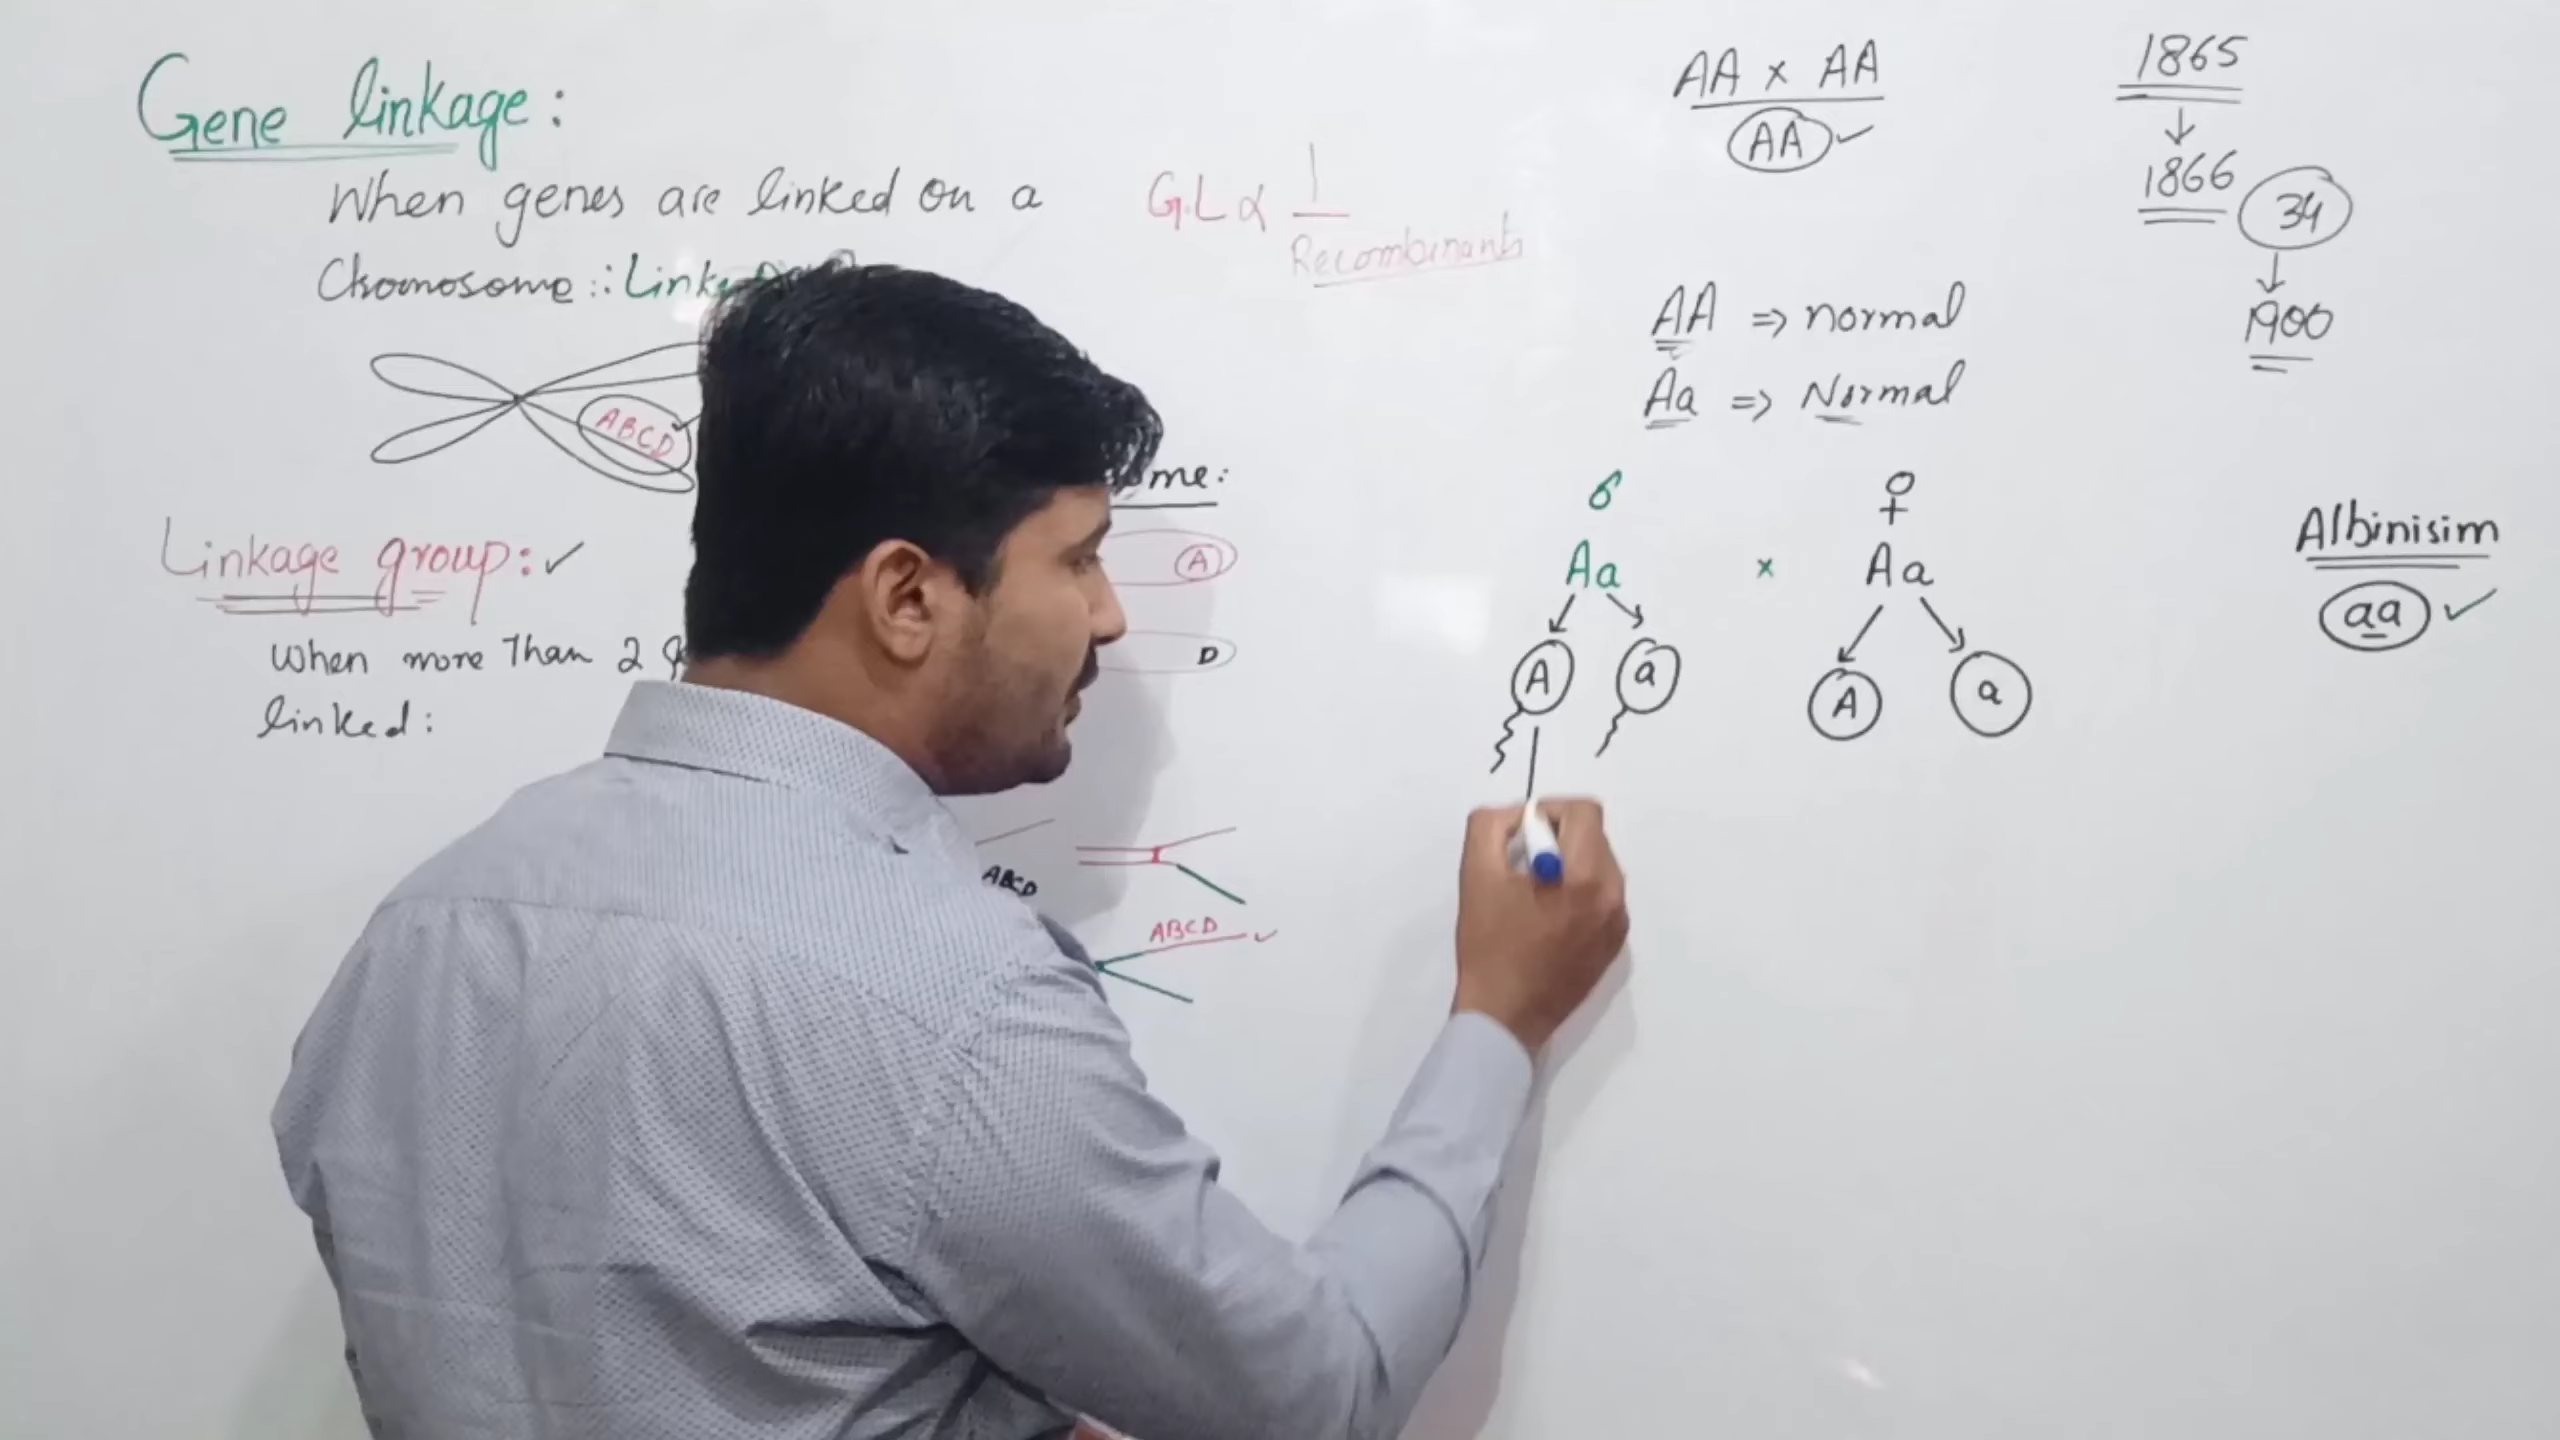 Gene linkage:
When genes are linked on a
Chromosome::
ABCD
Linkage group:✓
When more Than 2
linked:
G.L ∝ 1
Recombinants
A
D
ABCD
ABCD ✓
AA × AA
AA ✓
1865
↓
1866
34
↓
1900
AA => normal
Aa => Normal
♂ ♀
Aa × Aa
A a A a
Albinisim
aa ✓